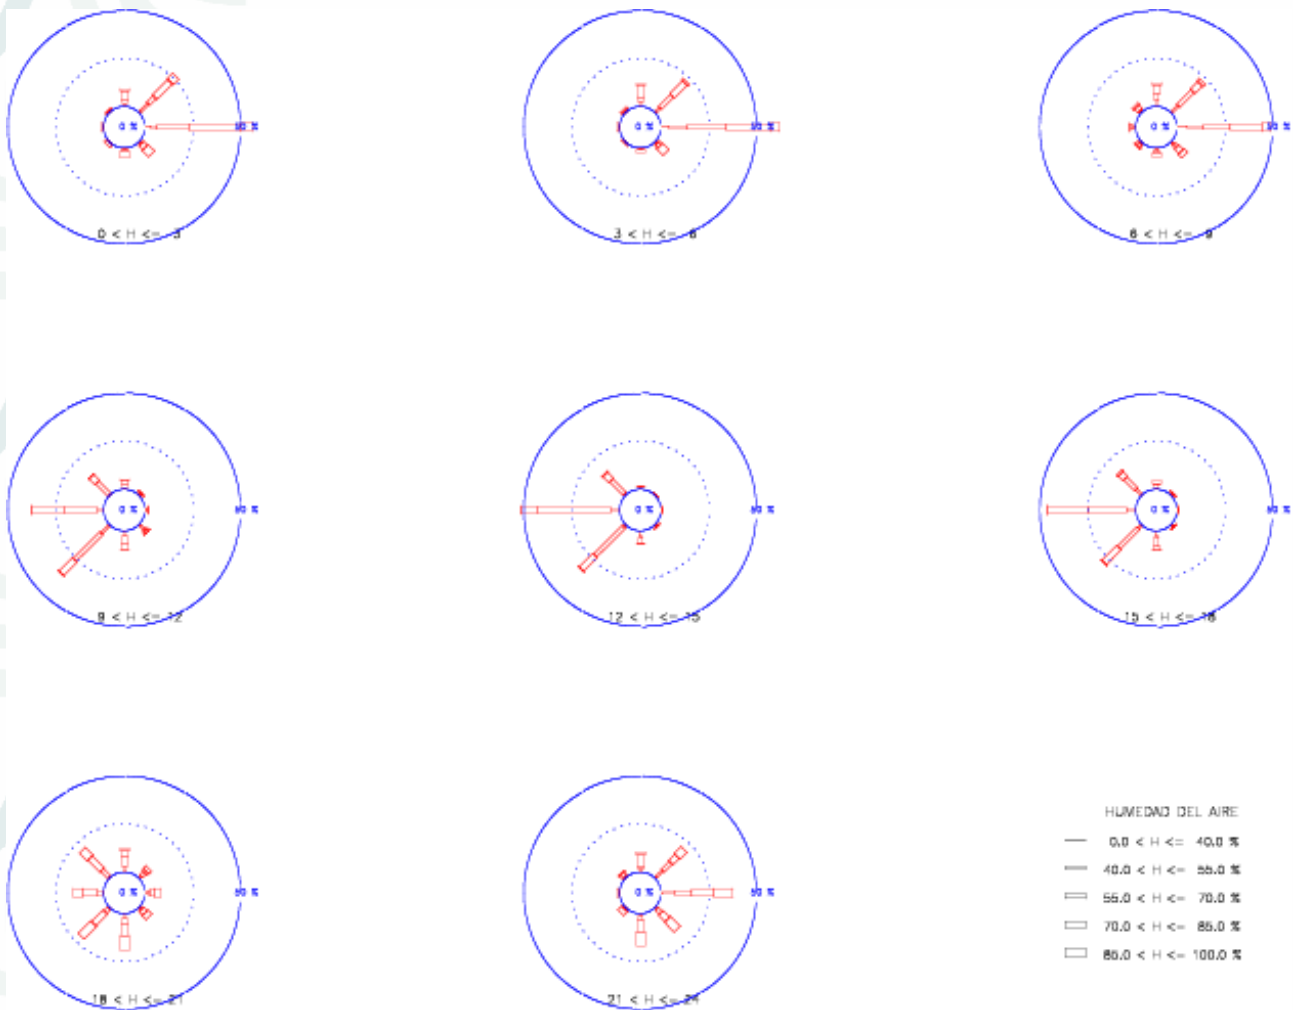 0 %
50 %
0 < H <= 3
0 %
50 %
3 < H <= 6
0 %
50 %
6 < H <= 9
0 %
50 %
9 < H <= 12
0 %
50 %
12 < H <= 15
0 %
50 %
15 < H <= 18
0 %
50 %
18 < H <= 21
0 %
50 %
21 < H <= 24
HUMEDAD DEL AIRE
0.0 < H <= 40.0 %
40.0 < H <= 55.0 %
55.0 < H <= 70.0 %
70.0 < H <= 85.0 %
85.0 < H <= 100.0 %